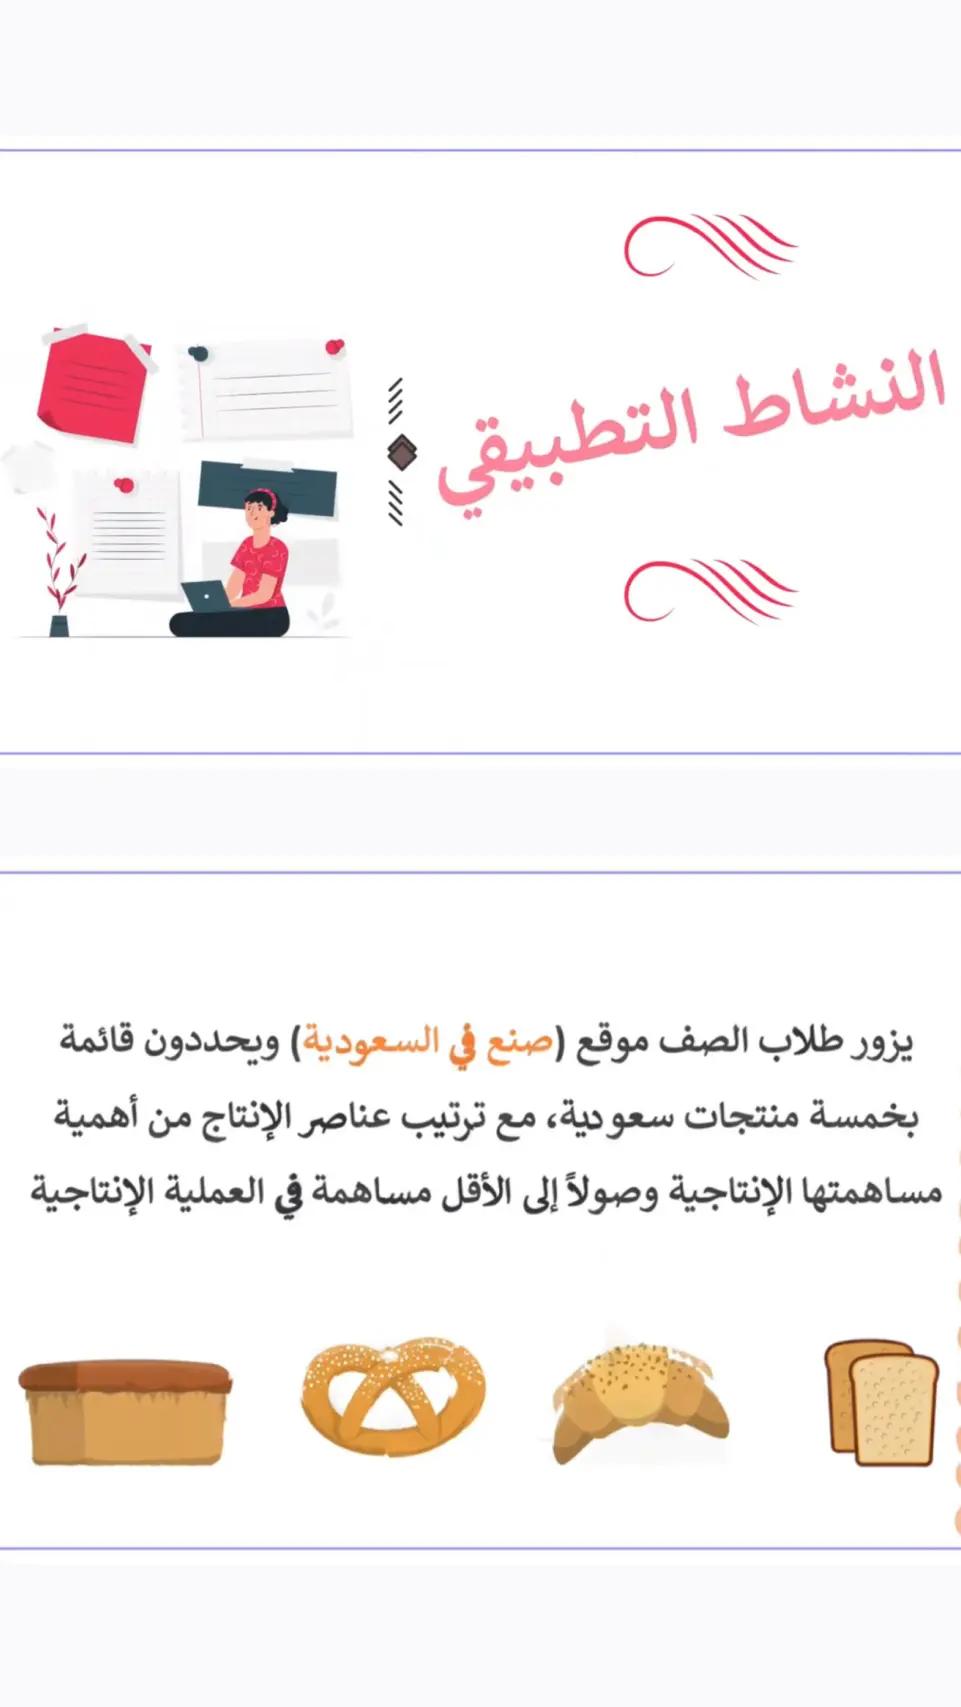 النشاط التطبيقي
يزور طلاب الصف موقع (صنع في السعودية) ويحددون قائمة
بخمسة منتجات سعودية، مع ترتيب عناصر الإنتاج من أهمية
مساهمتها الإنتاجية وصولاً إلى الأقل مساهمة في العملية الإنتاجية